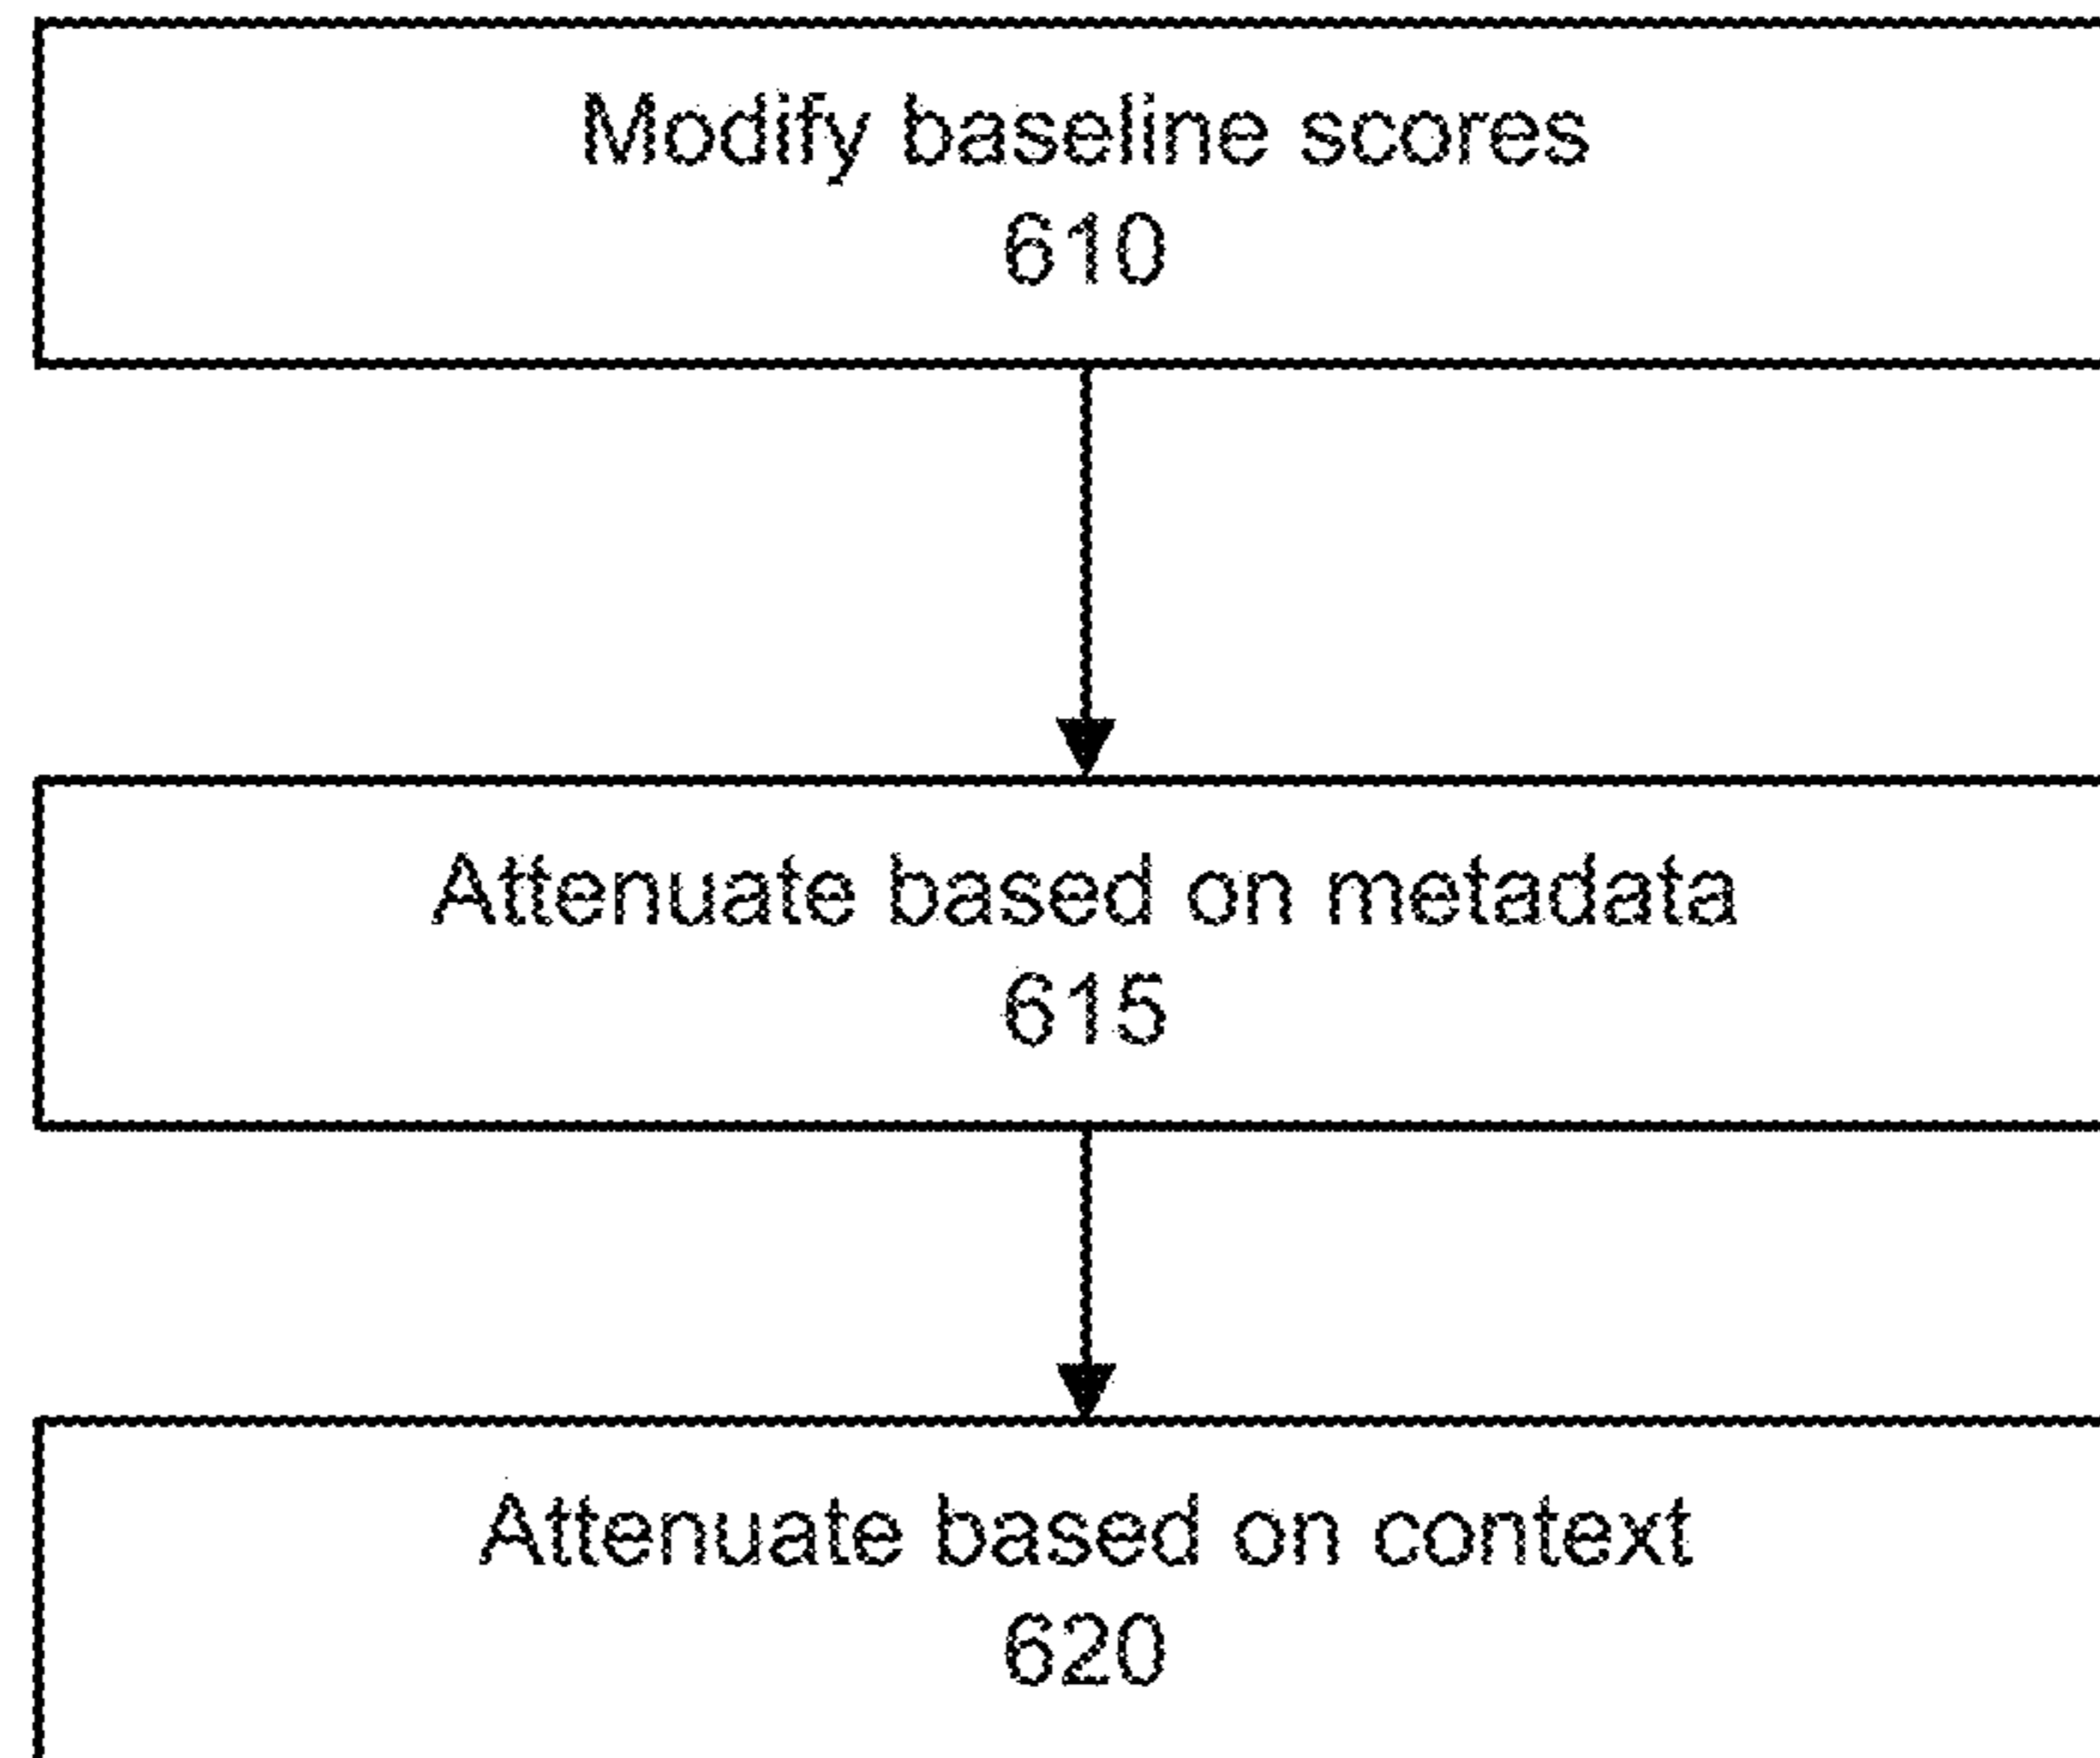 Modify baseline scores
610
Attenuate based on metadata
615
Attenuate based on context
620